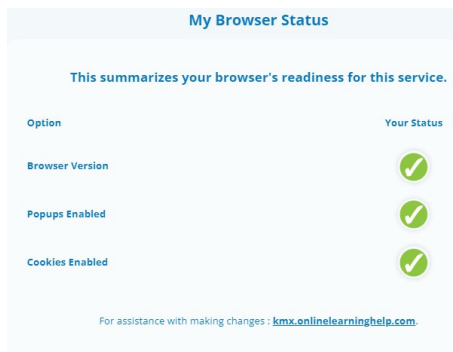 My Browser Status
This summarizes your browser's readiness for this service.
Option Your Status
Browser Version
Popups Enabled
Cookies Enabled
For assistance with making changes : kmx.onlinelearninghelp.com.